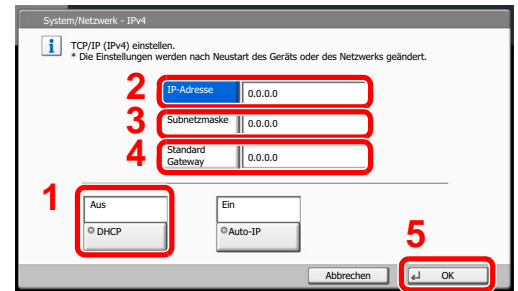 System/Netzwerk - IPv4
TCP/IP (IPv4) einstellen.
* Die Einstellungen werden nach Neustart des Geräts oder des Netzwerks geändert.
2
IP-Adresse
0.0.0.0
3
Subnetzmaske
0.0.0.0
4
Standard
Gateway
0.0.0.0
1
Aus
DHCP
Ein
Auto-IP
5
Abbrechen
OK